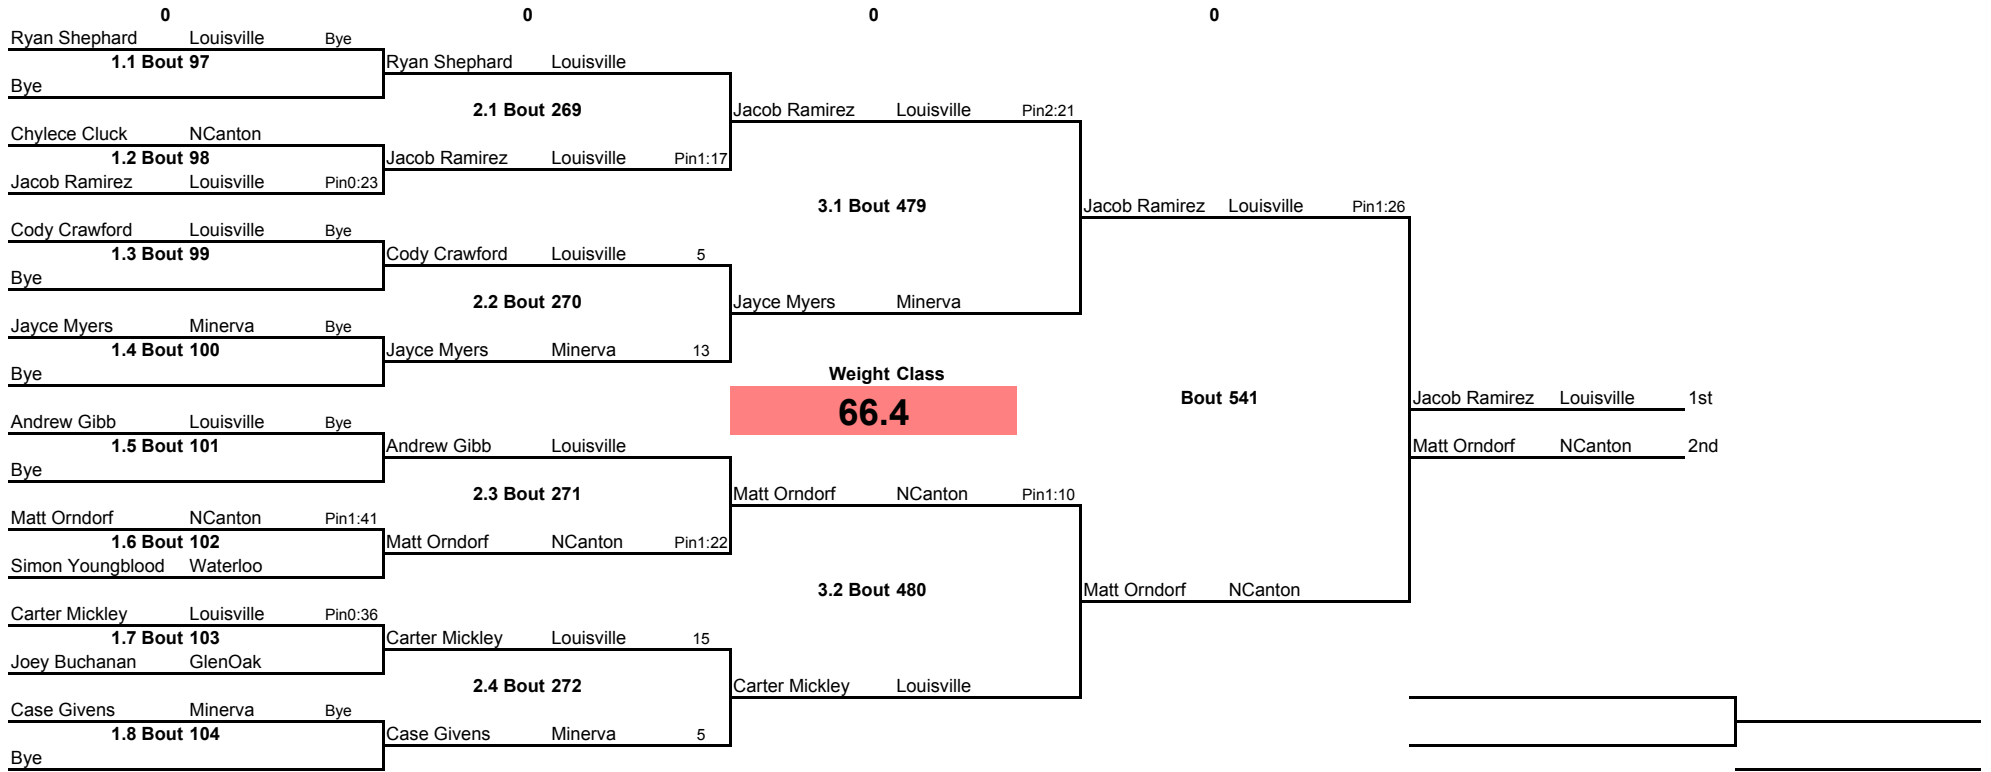 0 0 0 0
Ryan Shephard Louisville Bye
1.1 Bout 97
Bye
Chylece Cluck NCanton
1.2 Bout 98
Jacob Ramirez Louisville Pin0:23
Cody Crawford Louisville Bye
1.3 Bout 99
Bye
Jayce Myers Minerva Bye
1.4 Bout 100
Bye
Andrew Gibb Louisville Bye
1.5 Bout 101
Bye
Matt Orndorf NCanton Pin1:41
1.6 Bout 102
Simon Youngblood Waterloo
Carter Mickley Louisville Pin0:36
1.7 Bout 103
Joey Buchanan GlenOak
Case Givens Minerva Bye
1.8 Bout 104
Bye
Ryan Shephard Louisville
2.1 Bout 269
Jacob Ramirez Louisville Pin1:17
Cody Crawford Louisville 5
2.2 Bout 270
Jayce Myers Minerva 13
Andrew Gibb Louisville
2.3 Bout 271
Matt Orndorf NCanton Pin1:22
Carter Mickley Louisville 15
2.4 Bout 272
Case Givens Minerva 5
Jacob Ramirez Louisville Pin2:21
3.1 Bout 479
Jayce Myers Minerva
Weight Class
66.4
Matt Orndorf NCanton Pin1:10
3.2 Bout 480
Carter Mickley Louisville
Jacob Ramirez Louisville Pin1:26
Bout 541
Matt Orndorf NCanton
Jacob Ramirez Louisville 1st
Matt Orndorf NCanton 2nd